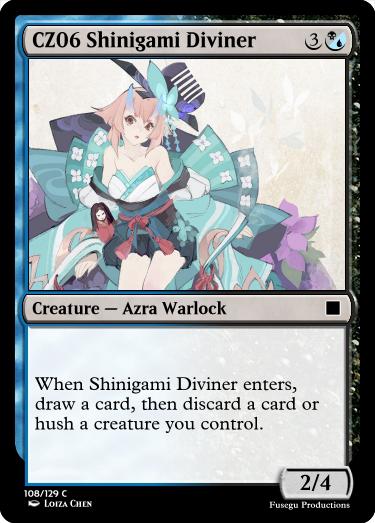 CZ06 Shinigami Diviner 3
Creature — Azra Warlock
When Shinigami Diviner enters,
draw a card, then discard a card or
hush a creature you control.
2/4
108/129 C
Loiza Chen
Fusegu Productions